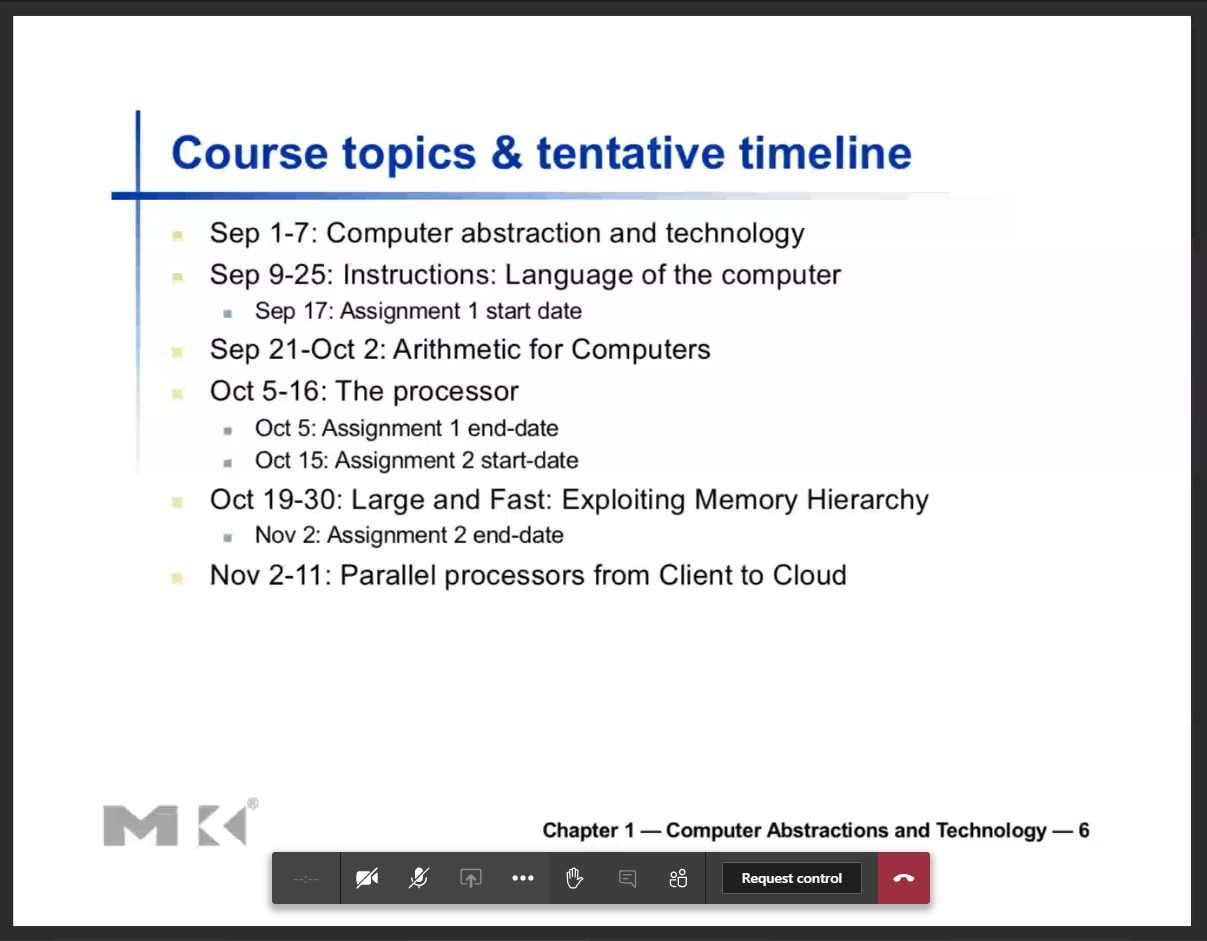 Course topics & tentative timeline
Sep 1-7: Computer abstraction and technology
Sep 9-25: Instructions: Language of the computer
Sep 17: Assignment 1 start date
Sep 21-Oct 2: Arithmetic for Computers
Oct 5-16: The processor
Oct 5: Assignment 1 end-date
Oct 15: Assignment 2 start-date
Oct 19-30: Large and Fast: Exploiting Memory Hierarchy
Nov 2: Assignment 2 end-date
Nov 2-11: Parallel processors from Client to Cloud
MK®
Chapter 1 — Computer Abstractions and Technology — 6
--:--
Request control